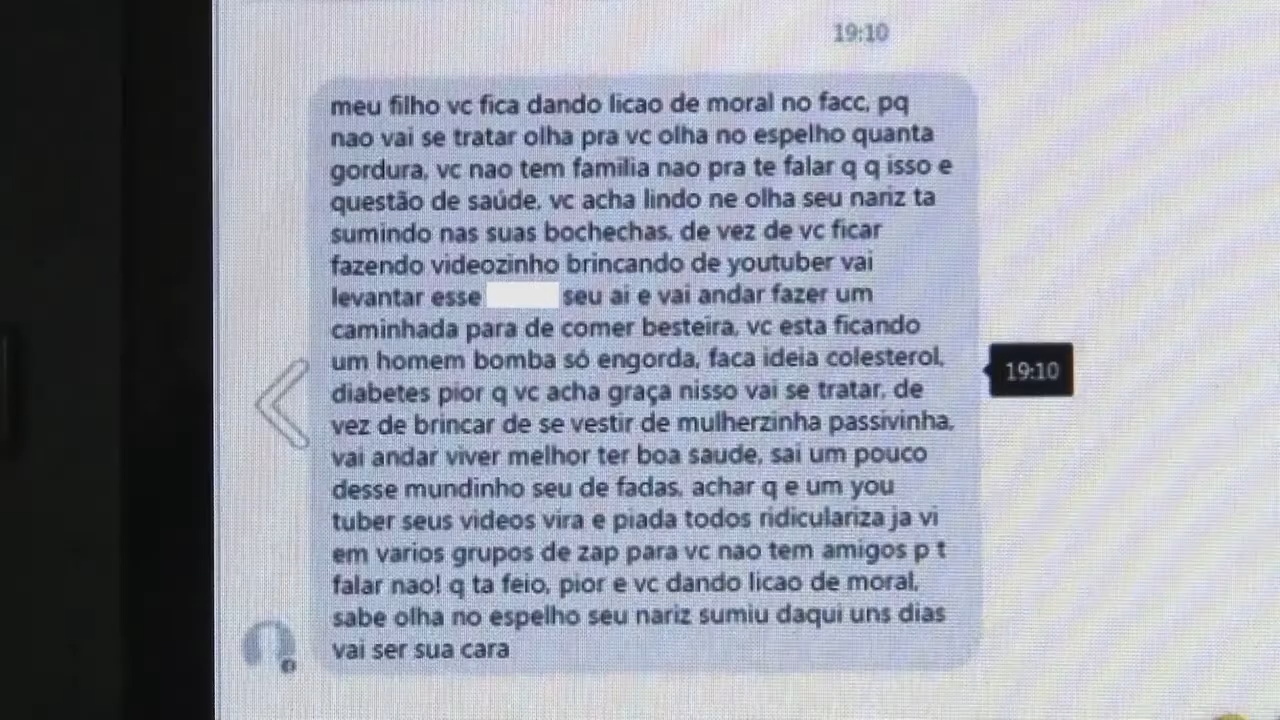 19:10
meu filho vc fica dando licao de moral no facc, pq
nao vai se tratar olha pra vc olha no espelho quanta
gordura, vc nao tem familia nao pra te falar q q isso e
questão de saúde, vc acha lindo ne olha seu nariz ta
sumindo nas suas bochechas, de vez de vc ficar
fazendo videozinho brincando de youtuber vai
levantar esse seu ai e vai andar fazer um
caminhada para de comer besteira, vc esta ficando
um homem bomba só engorda, faca ideia colesterol,
diabetes pior q vc acha graça nisso vai se tratar, de
vez de brincar de se vestir de mulherzinha passivinha,
vai andar viver melhor ter boa saude, sai um pouco
desse mundinho seu de fadas, achar q e um you
tuber seus videos vira e piada todos ridiculariza ja vi
em varios grupos de zap para vc nao tem amigos p t
falar nao! q ta feio, pior e vc dando licao de moral,
sabe olha no espelho seu nariz sumiu daqui uns dias
vai ser sua cara
19:10